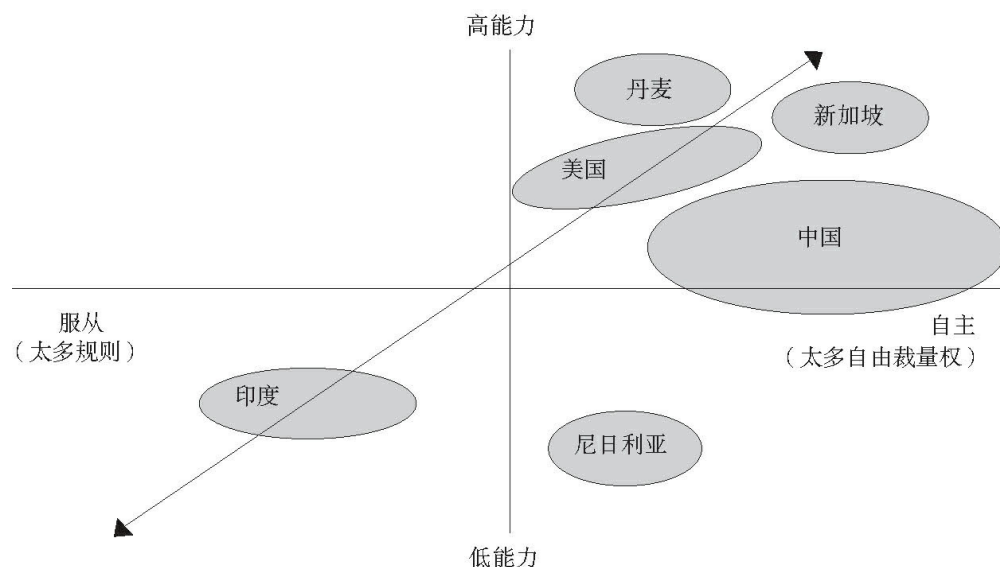 高能力
丹麦
新加坡
美国
中国
服从
（太多规则）
自主
（太多自由裁量权）
印度
尼日利亚
低能力